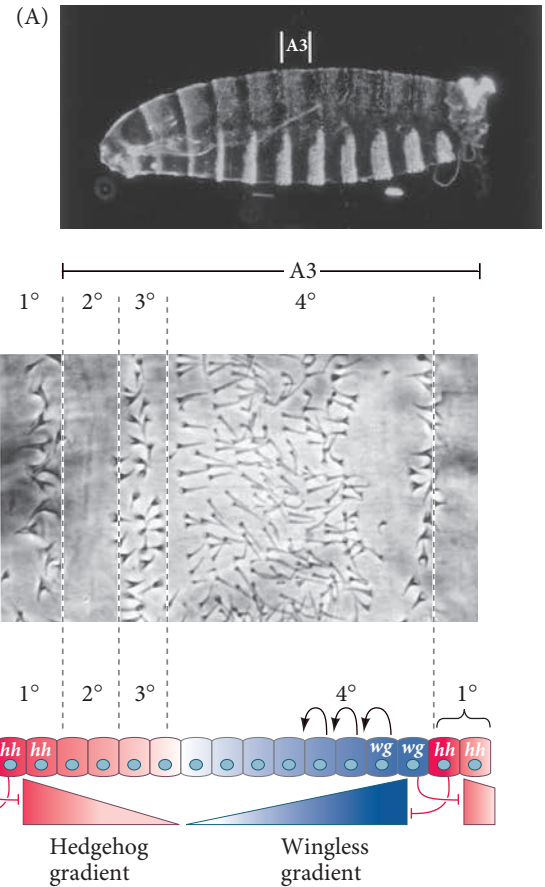 (A)
A3
A3
1° 2° 3° 4°
1° 2° 3° 4° 1°
hh hh wg wg hh hh
Hedgehog gradient
Wingless gradient